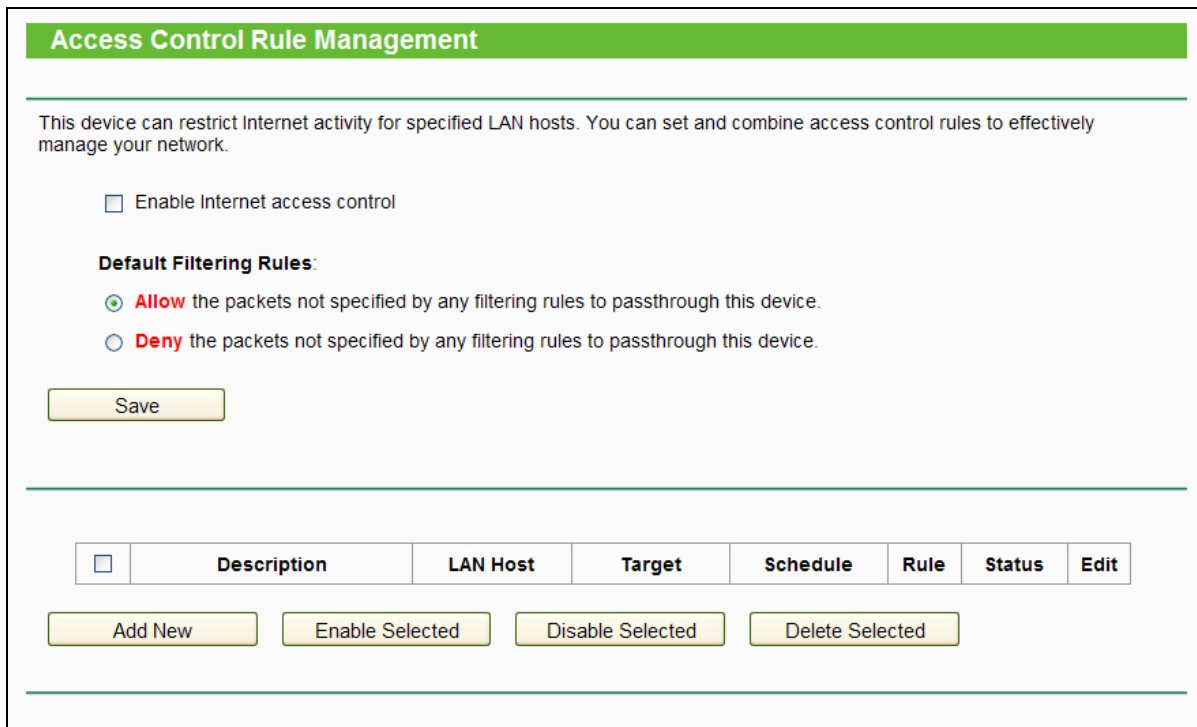 Access Control Rule Management
This device can restrict Internet activity for specified LAN hosts. You can set and combine access control rules to effectively
manage your network.
Enable Internet access control
Default Filtering Rules:
Allow the packets not specified by any filtering rules to passthrough this device.
Deny the packets not specified by any filtering rules to passthrough this device.
Save
Description LAN Host Target Schedule Rule Status Edit
Add New Enable Selected Disable Selected Delete Selected